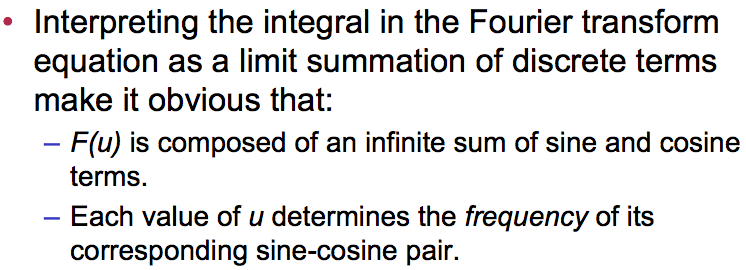 • Interpreting the integral in the Fourier transform
equation as a limit summation of discrete terms
make it obvious that:
– F(u) is composed of an infinite sum of sine and cosine
terms.
– Each value of u determines the frequency of its
corresponding sine-cosine pair.